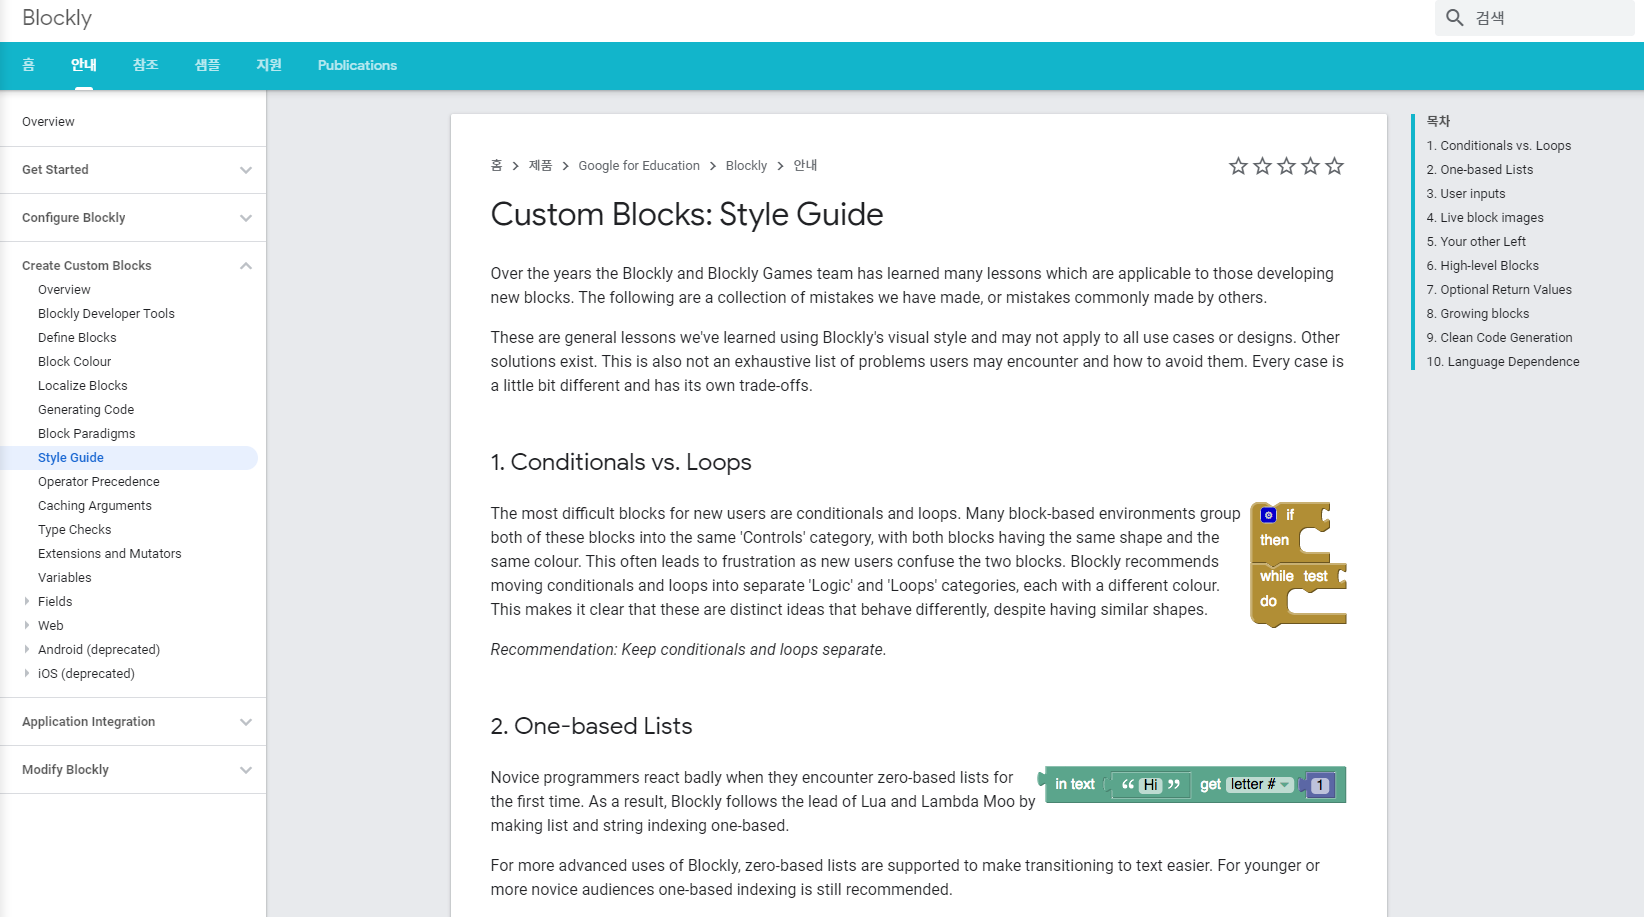 Blockly
검색
홈
안내
참조
샘플
지원
Publications
Overview
Get Started
Configure Blockly
Create Custom Blocks
Overview
Blockly Developer Tools
Define Blocks
Block Colour
Localize Blocks
Generating Code
Block Paradigms
Style Guide
Operator Precedence
Caching Arguments
Type Checks
Extensions and Mutators
Variables
Fields
Web
Android (deprecated)
iOS (deprecated)
Application Integration
Modify Blockly
홈 > 제품 > Google for Education > Blockly > 안내
Custom Blocks: Style Guide
Over the years the Blockly and Blockly Games team has learned many lessons which are applicable to those developing
new blocks. The following are a collection of mistakes we have made, or mistakes commonly made by others.
These are general lessons we've learned using Blockly's visual style and may not apply to all use cases or designs. Other
solutions exist. This is also not an exhaustive list of problems users may encounter and how to avoid them. Every case is
a little bit different and has its own trade-offs.
1. Conditionals vs. Loops
The most difficult blocks for new users are conditionals and loops. Many block-based environments group
both of these blocks into the same 'Controls' category, with both blocks having the same shape and the
same colour. This often leads to frustration as new users confuse the two blocks. Blockly recommends
moving conditionals and loops into separate 'Logic' and 'Loops' categories, each with a different colour.
This makes it clear that these are distinct ideas that behave differently, despite having similar shapes.
if
then
while test
do
Recommendation: Keep conditionals and loops separate.
2. One-based Lists
Novice programmers react badly when they encounter zero-based lists for
the first time. As a result, Blockly follows the lead of Lua and Lambda Moo by
making list and string indexing one-based.
in text “ Hi ” get letter # 1
For more advanced uses of Blockly, zero-based lists are supported to make transitioning to text easier. For younger or
more novice audiences one-based indexing is still recommended.
목차
1. Conditionals vs. Loops
2. One-based Lists
3. User inputs
4. Live block images
5. Your other Left
6. High-level Blocks
7. Optional Return Values
8. Growing blocks
9. Clean Code Generation
10. Language Dependence